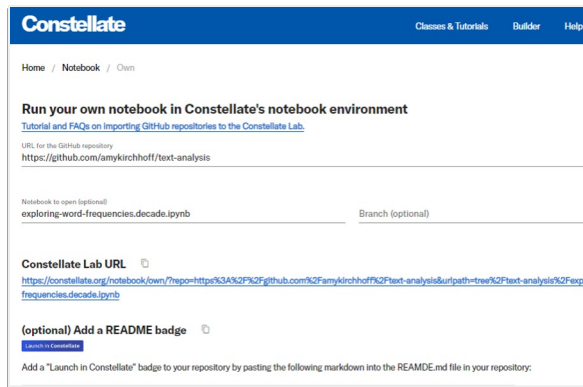 Constellate
Classes & Tutorials Builder Help
Home / Notebook / Own
Run your own notebook in Constellate's notebook environment
Tutorial and FAQs on importing GitHub repositories to the Constellate Lab.
URL for the GitHub repository
https://github.com/amykirchhoff/text-analysis
Notebook to open (optional)
exploring-word-frequencies.decade.ipynb
Branch (optional)
Constellate Lab URL
https://constellate.org/notebook/own/?repo=https%3A%2F%2Fgithub.com%2Famykirchhoff%2Ftext-analysis&urlpath=tree%2Ftext-analysis%2Fexp
frequencies.decade.ipynb
(optional) Add a README badge
Launch in Constellate
Add a "Launch in Constellate" badge to your repository by pasting the following markdown into the REAMDE.md file in your repository: